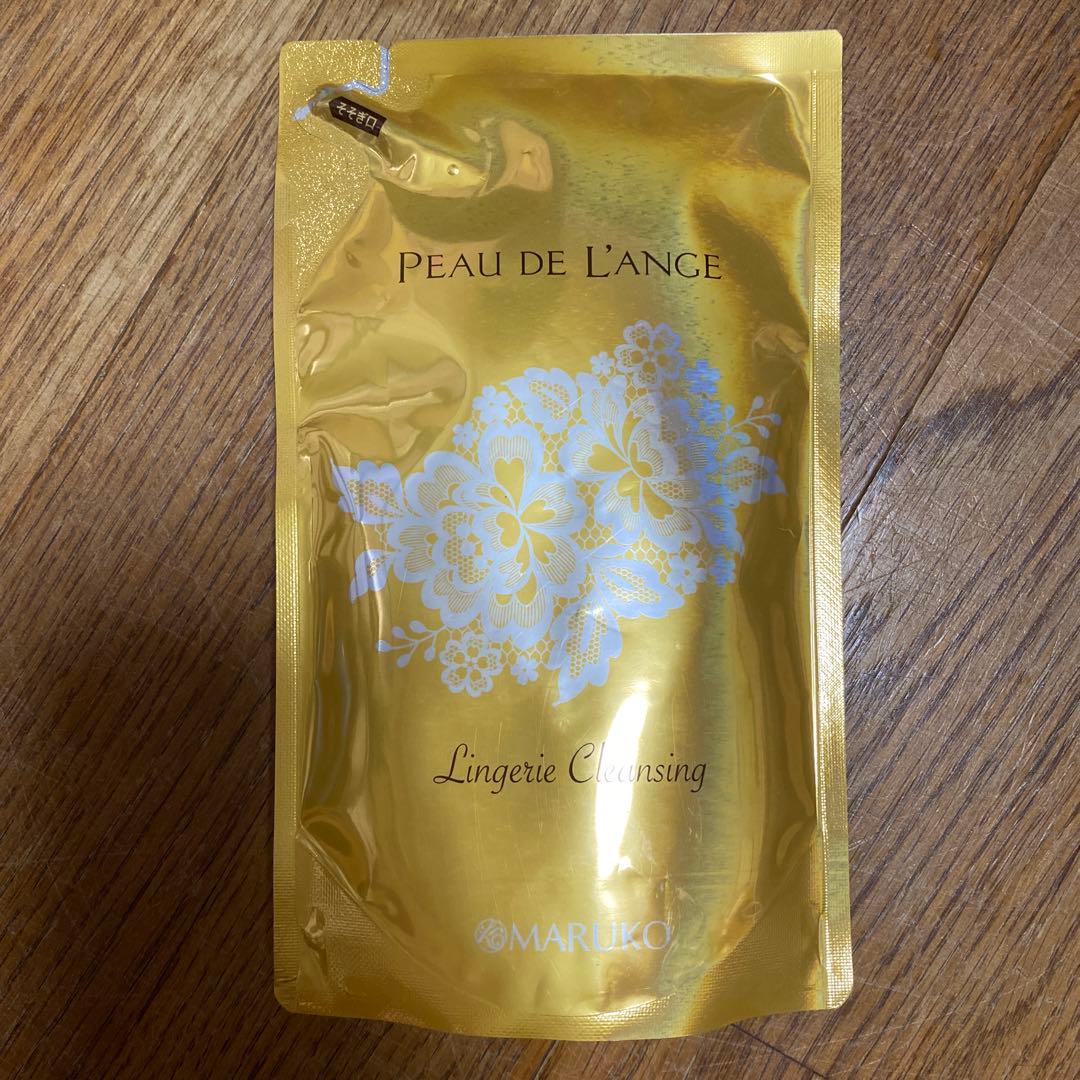 そそぎ口
PEAU DE L'ANGE
Lingerie Cleansing
MARUKO